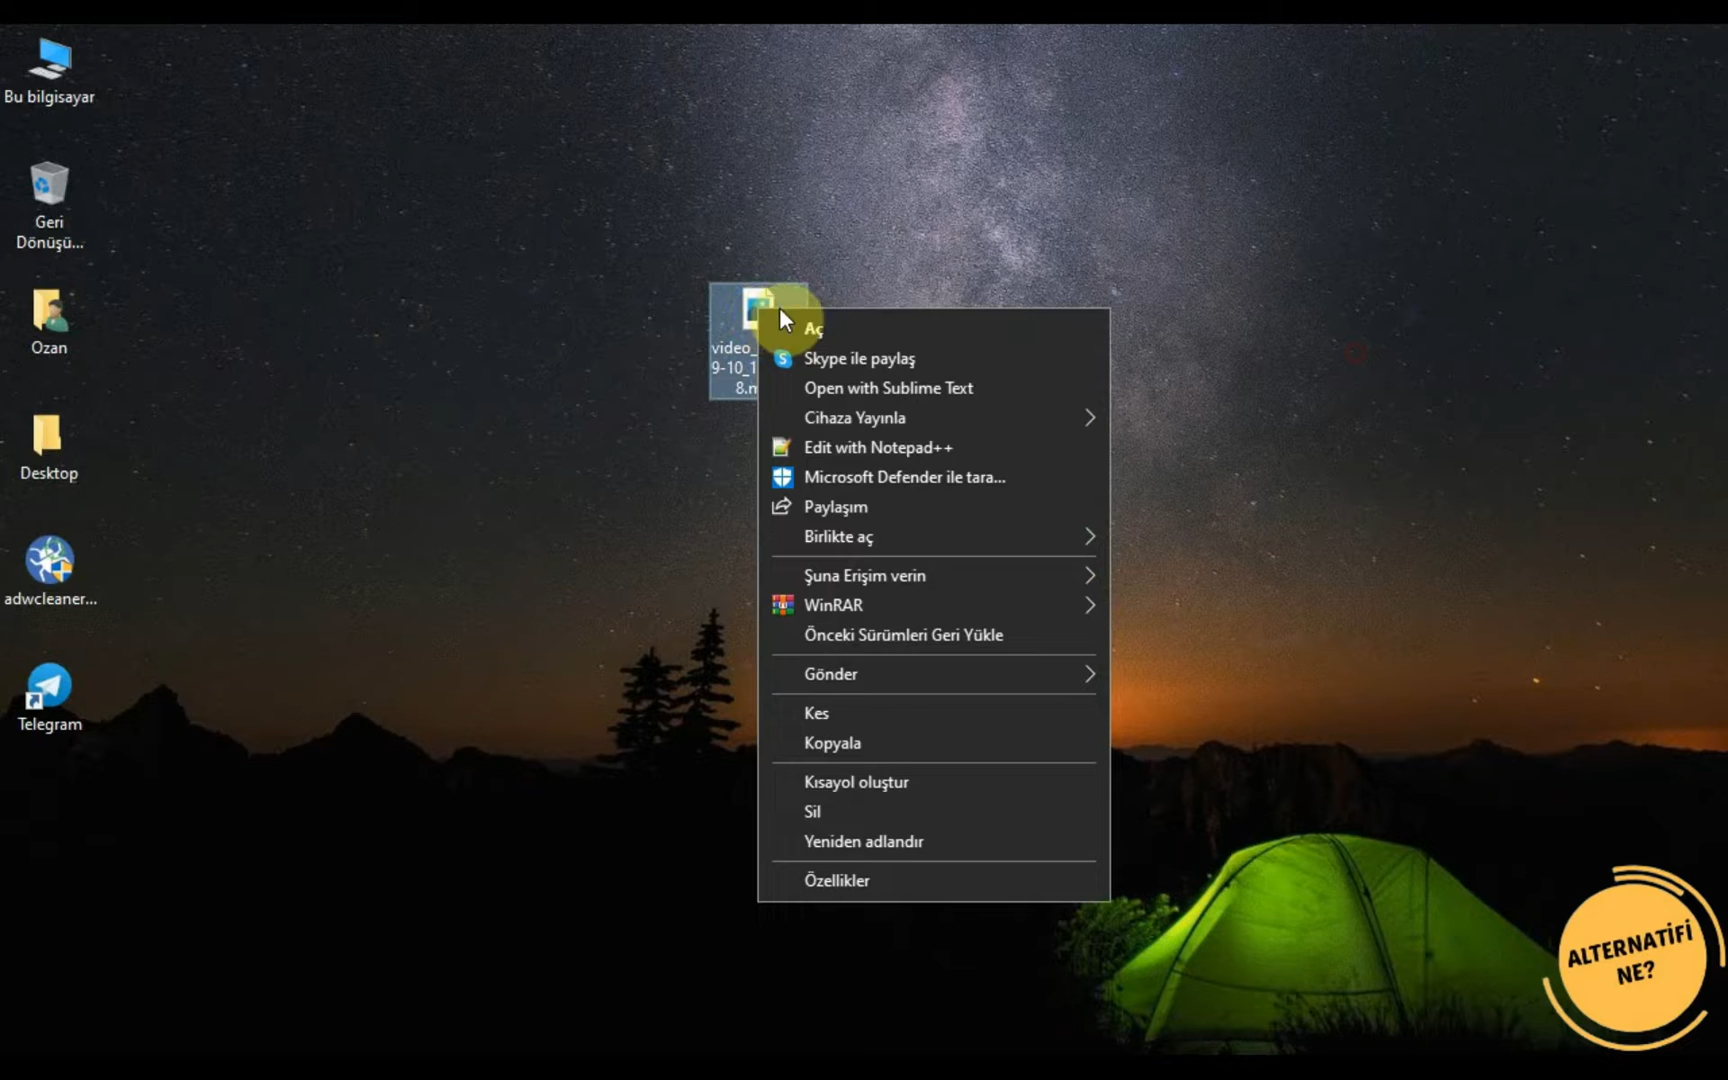 Bu bilgisayar
Geri
Dönüşü...
Ozan
Desktop
adwcleaner...
Telegram
video_
9-10_1
8.m
Aç
Skype ile paylaş
Open with Sublime Text
Cihaza Yayınla
Edit with Notepad++
Microsoft Defender ile tara...
Paylaşım
Birlikte aç
Şuna Erişim verin
WinRAR
Önceki Sürümleri Geri Yükle
Gönder
Kes
Kopyala
Kısayol oluştur
Sil
Yeniden adlandır
Özellikler
ALTERNATİFİ
NE?